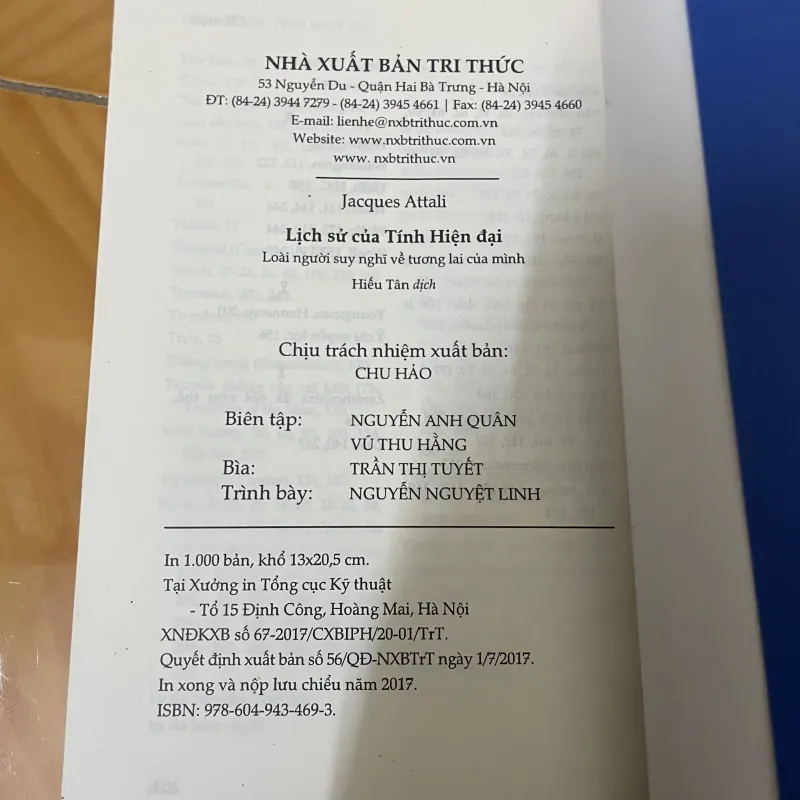 NHÀ XUẤT BẢN TRI THỨC
53 Nguyễn Du - Quận Hai Bà Trưng - Hà Nội
ĐT: (84-24) 3944 7279 - (84-24) 3945 4661 | Fax: (84-24) 3945 4660
E-mail: lienhe@nxbtrithuc.com.vn
Website: www.nxbtrithuc.com.vn
www. nxbtrithuc.vn
Jacques Attali
Lịch sử của Tính Hiện đại
Loài người suy nghĩ về tương lai của mình
Hiếu Tân dịch
Chịu trách nhiệm xuất bản:
CHU HẢO
Biên tập: NGUYỄN ANH QUÂN
VŨ THU HẰNG
Bìa: TRẦN THỊ TUYẾT
Trình bày: NGUYỄN NGUYỆT LINH
In 1.000 bản, khổ 13x20,5 cm.
Tại Xưởng in Tổng cục Kỹ thuật
- Tổ 15 Định Công, Hoàng Mai, Hà Nội
XNĐKXB số 67-2017/CXBIPH/20-01/TrT.
Quyết định xuất bản số 56/QĐ-NXBTrT ngày 1/7/2017.
In xong và nộp lưu chiểu năm 2017.
ISBN: 978-604-943-469-3.